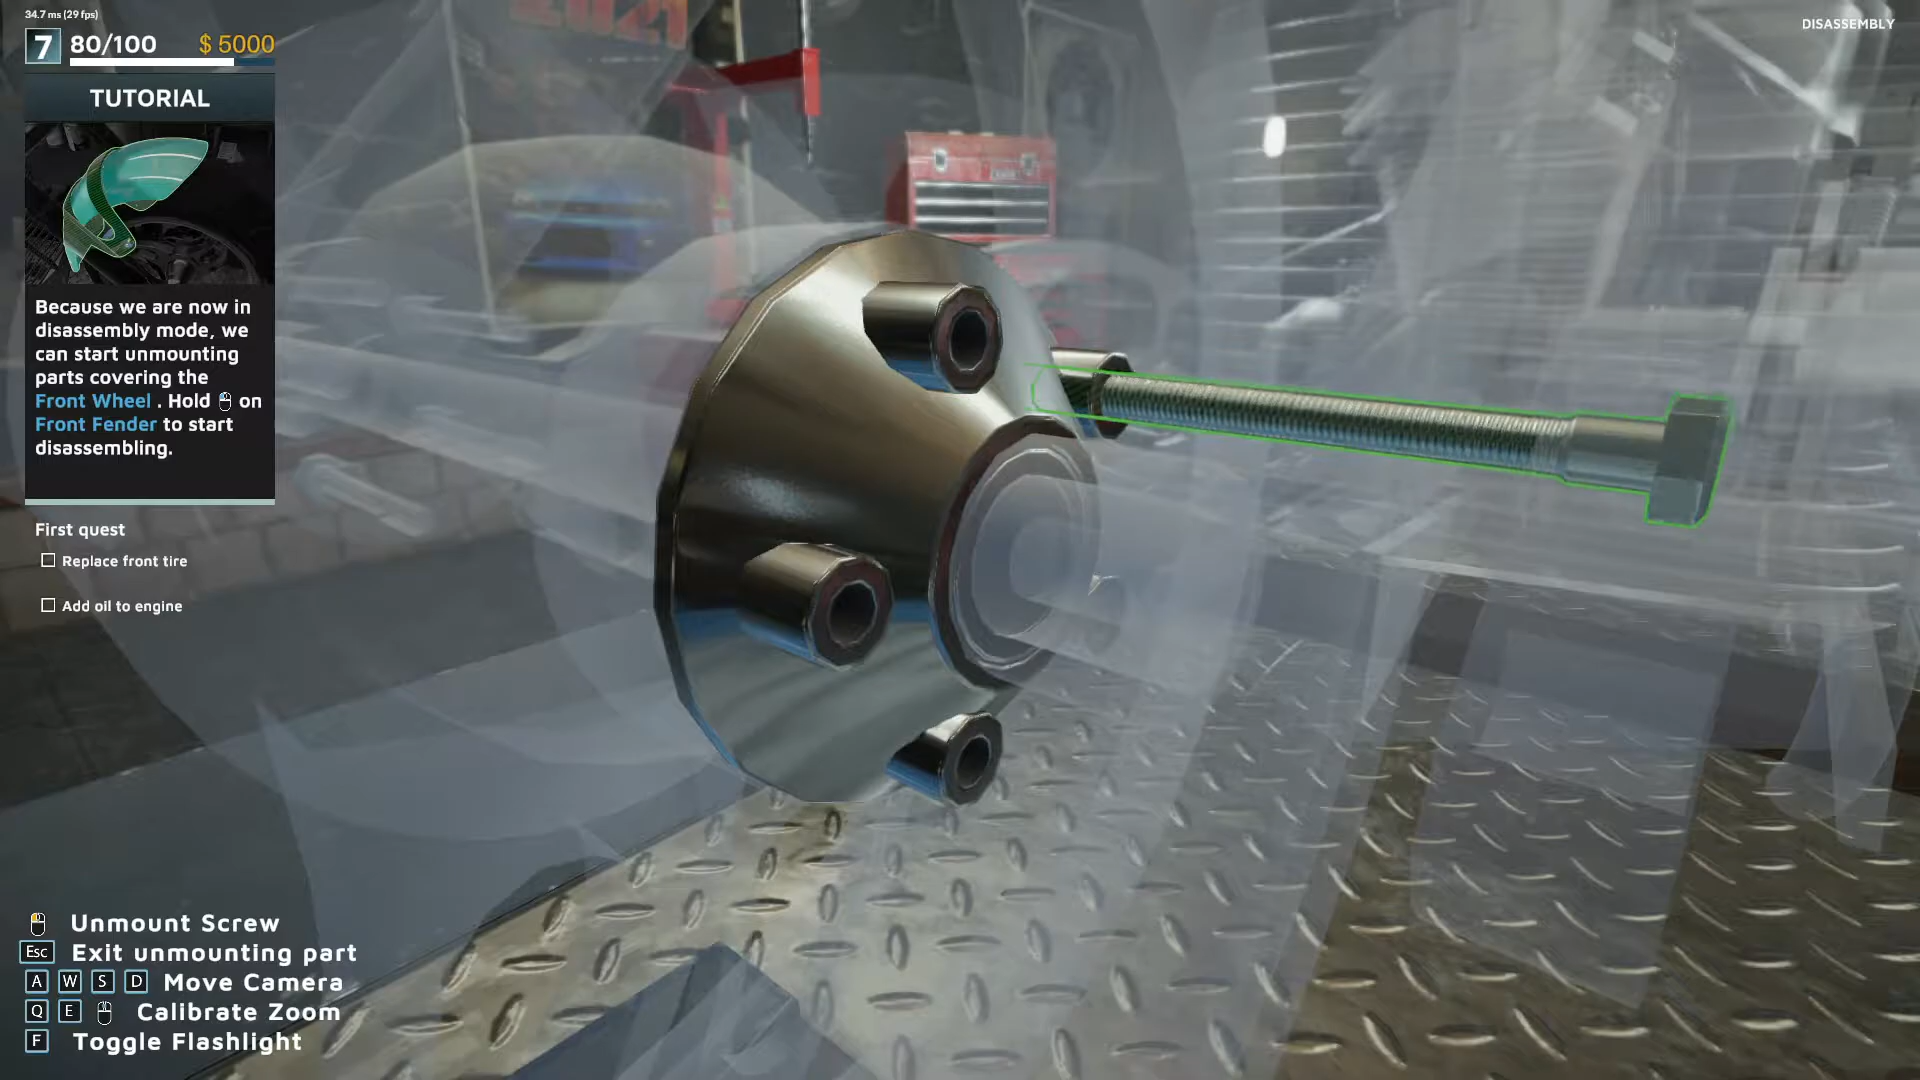 34.7 ms (29 fps)
DISASSEMBLY
7 80/100 $ 5000
2021
TUTORIAL
Because we are now in
disassembly mode, we
can start unmounting
parts covering the
Front Wheel . Hold on
Front Fender to start
disassembling.
First quest
Replace front tire
Add oil to engine
Unmount Screw
Esc Exit unmounting part
A W S D Move Camera
Q E Calibrate Zoom
F Toggle Flashlight